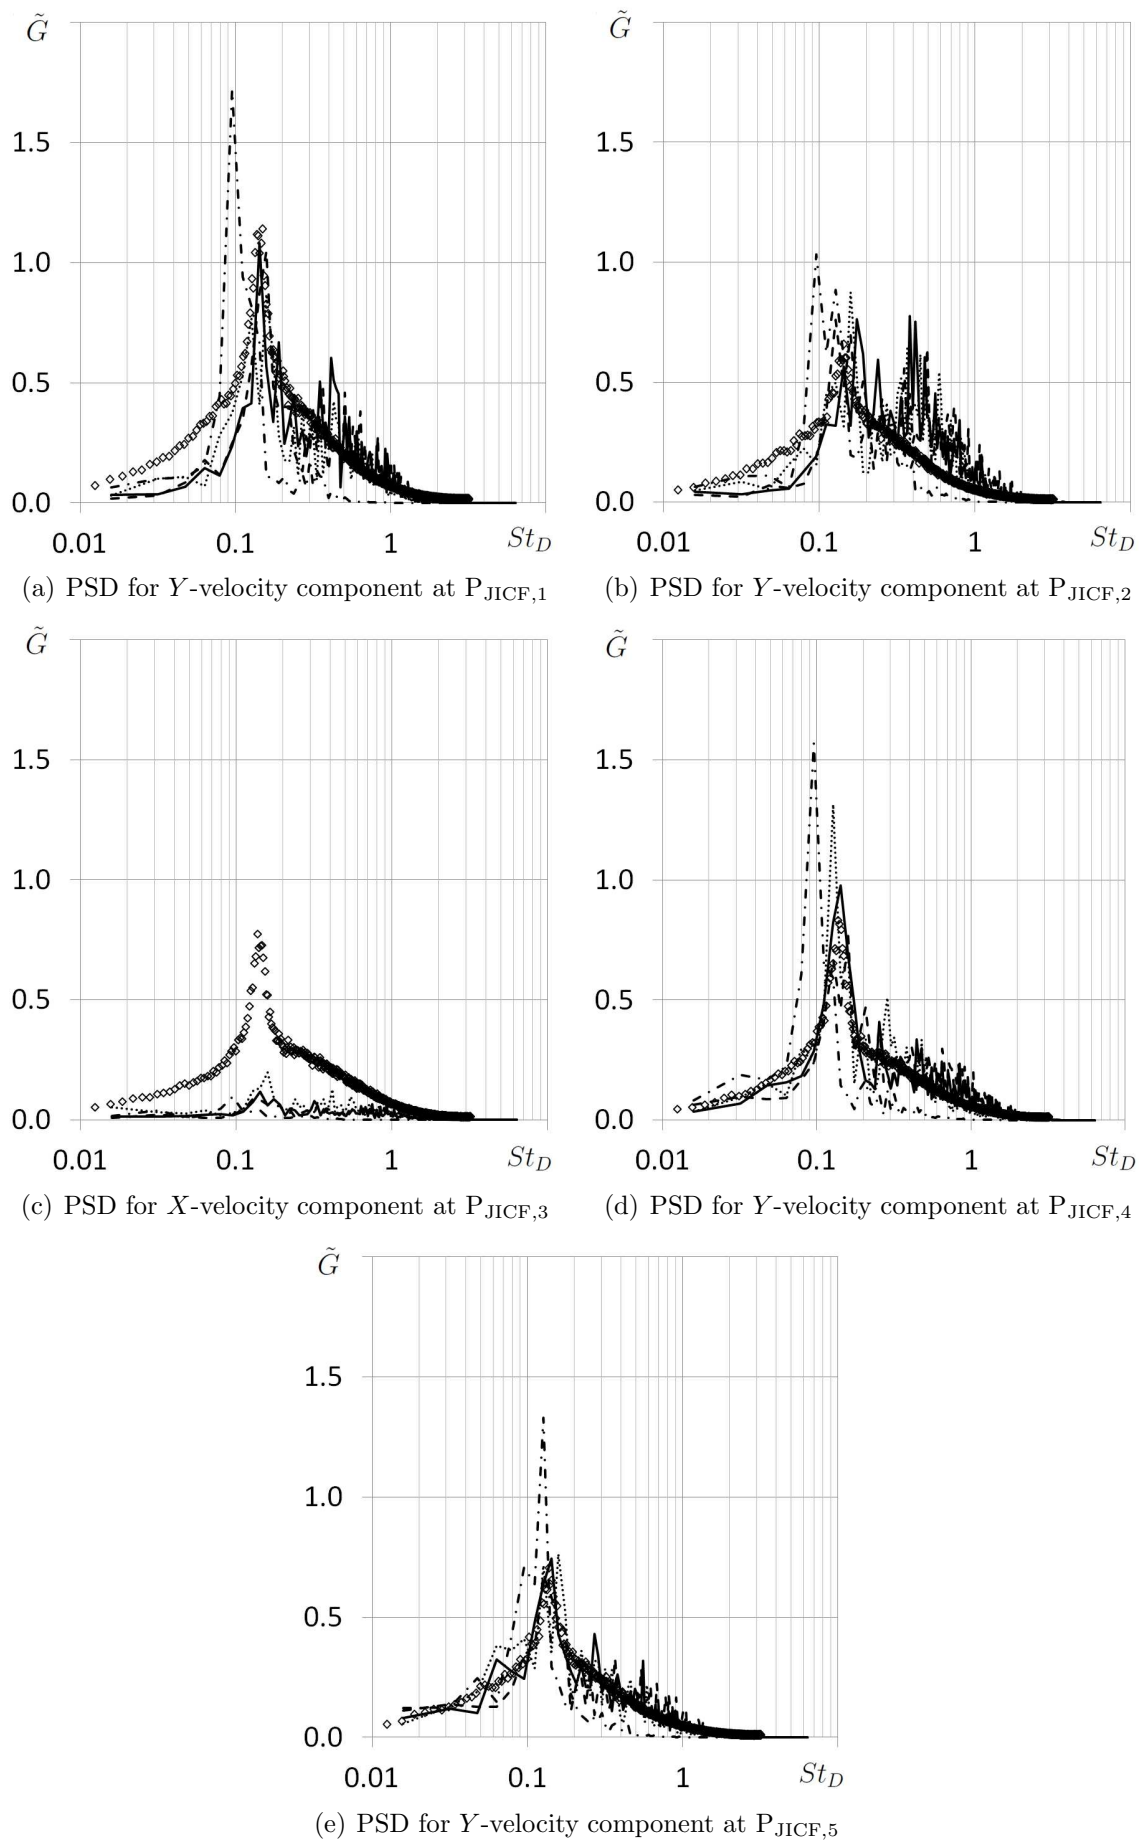 G̃ G̃
1.5 1.5
1.0 1.0
0.5 0.5
0.0 0.0
0.01 0.1 1 St_D 0.01 0.1 1 St_D
(a) PSD for Y-velocity component at P_JICF,1 (b) PSD for Y-velocity component at P_JICF,2
G̃ G̃
1.5 1.5
1.0 1.0
0.5 0.5
0.0 0.0
0.01 0.1 1 St_D 0.01 0.1 1 St_D
(c) PSD for X-velocity component at P_JICF,3 (d) PSD for Y-velocity component at P_JICF,4
G̃
1.5
1.0
0.5
0.0
0.01 0.1 1 St_D
(e) PSD for Y-velocity component at P_JICF,5